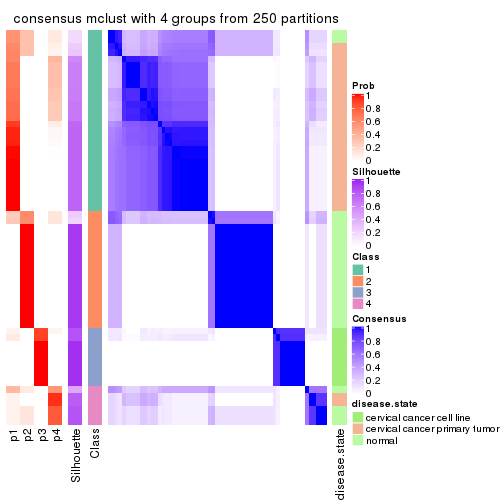 consensus mclust with 4 groups from 250 partitions
Prob
1
0.8
0.6
0.4
0.2
0
Silhouette
1
0.8
0.6
0.4
0.2
0
Class
1
2
3
4
Consensus
1
0.8
0.6
0.4
0.2
0
disease.state
cervical cancer cell line
cervical cancer primary tumor
normal
p1
p2
p3
p4
Silhouette
Class
disease.state